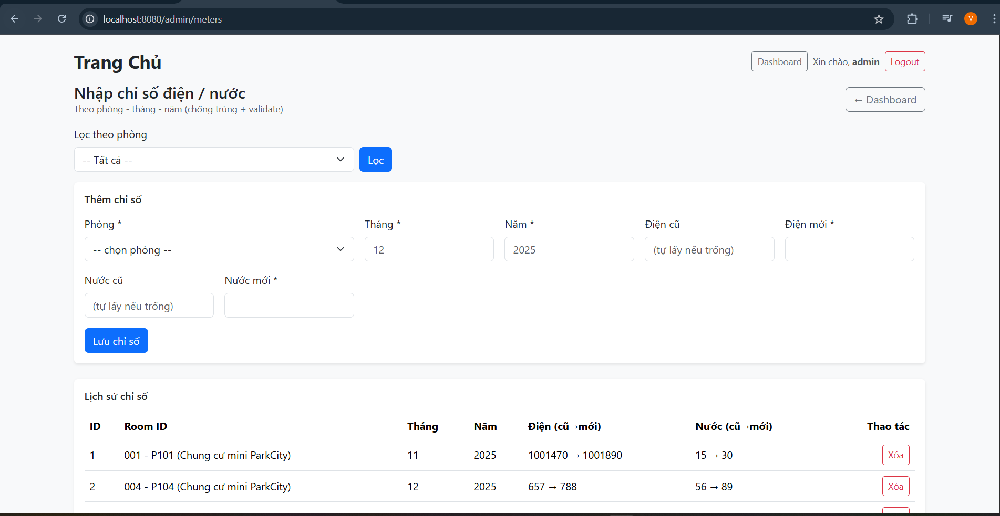 localhost:8080/admin/meters
V
Trang Chủ
Dashboard Xin chào, admin Logout
Nhập chỉ số điện / nước
Theo phòng - tháng - năm (chống trùng + validate)
← Dashboard
Lọc theo phòng
-- Tất cả -- Lọc
Thêm chỉ số
Phòng * Tháng * Năm * Điện cũ Điện mới *
-- chọn phòng -- 12 2025 (tự lấy nếu trống)
Nước cũ Nước mới *
(tự lấy nếu trống)
Lưu chỉ số
Lịch sử chỉ số
ID Room ID Tháng Năm Điện (cũ→mới) Nước (cũ→mới) Thao tác
1 001 - P101 (Chung cư mini ParkCity) 11 2025 1001470 → 1001890 15 → 30 Xóa
2 004 - P104 (Chung cư mini ParkCity) 12 2025 657 → 788 56 → 89 Xóa